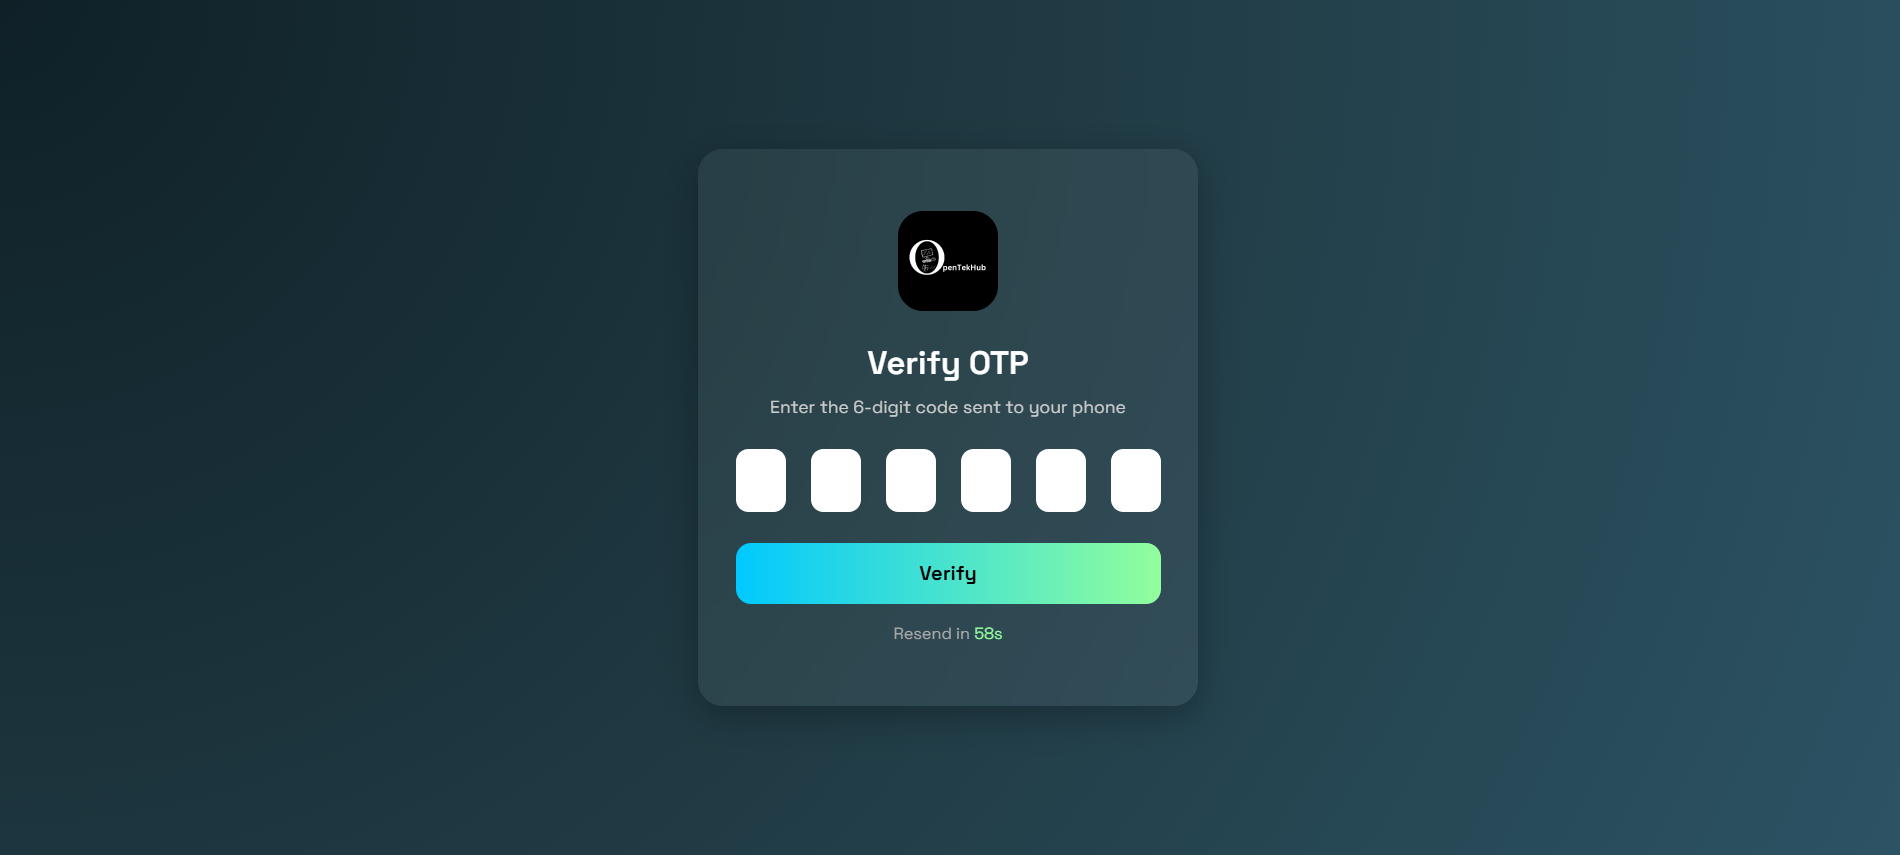 OpenTekHub
Verify OTP
Enter the 6-digit code sent to your phone
Verify
Resend in 58s